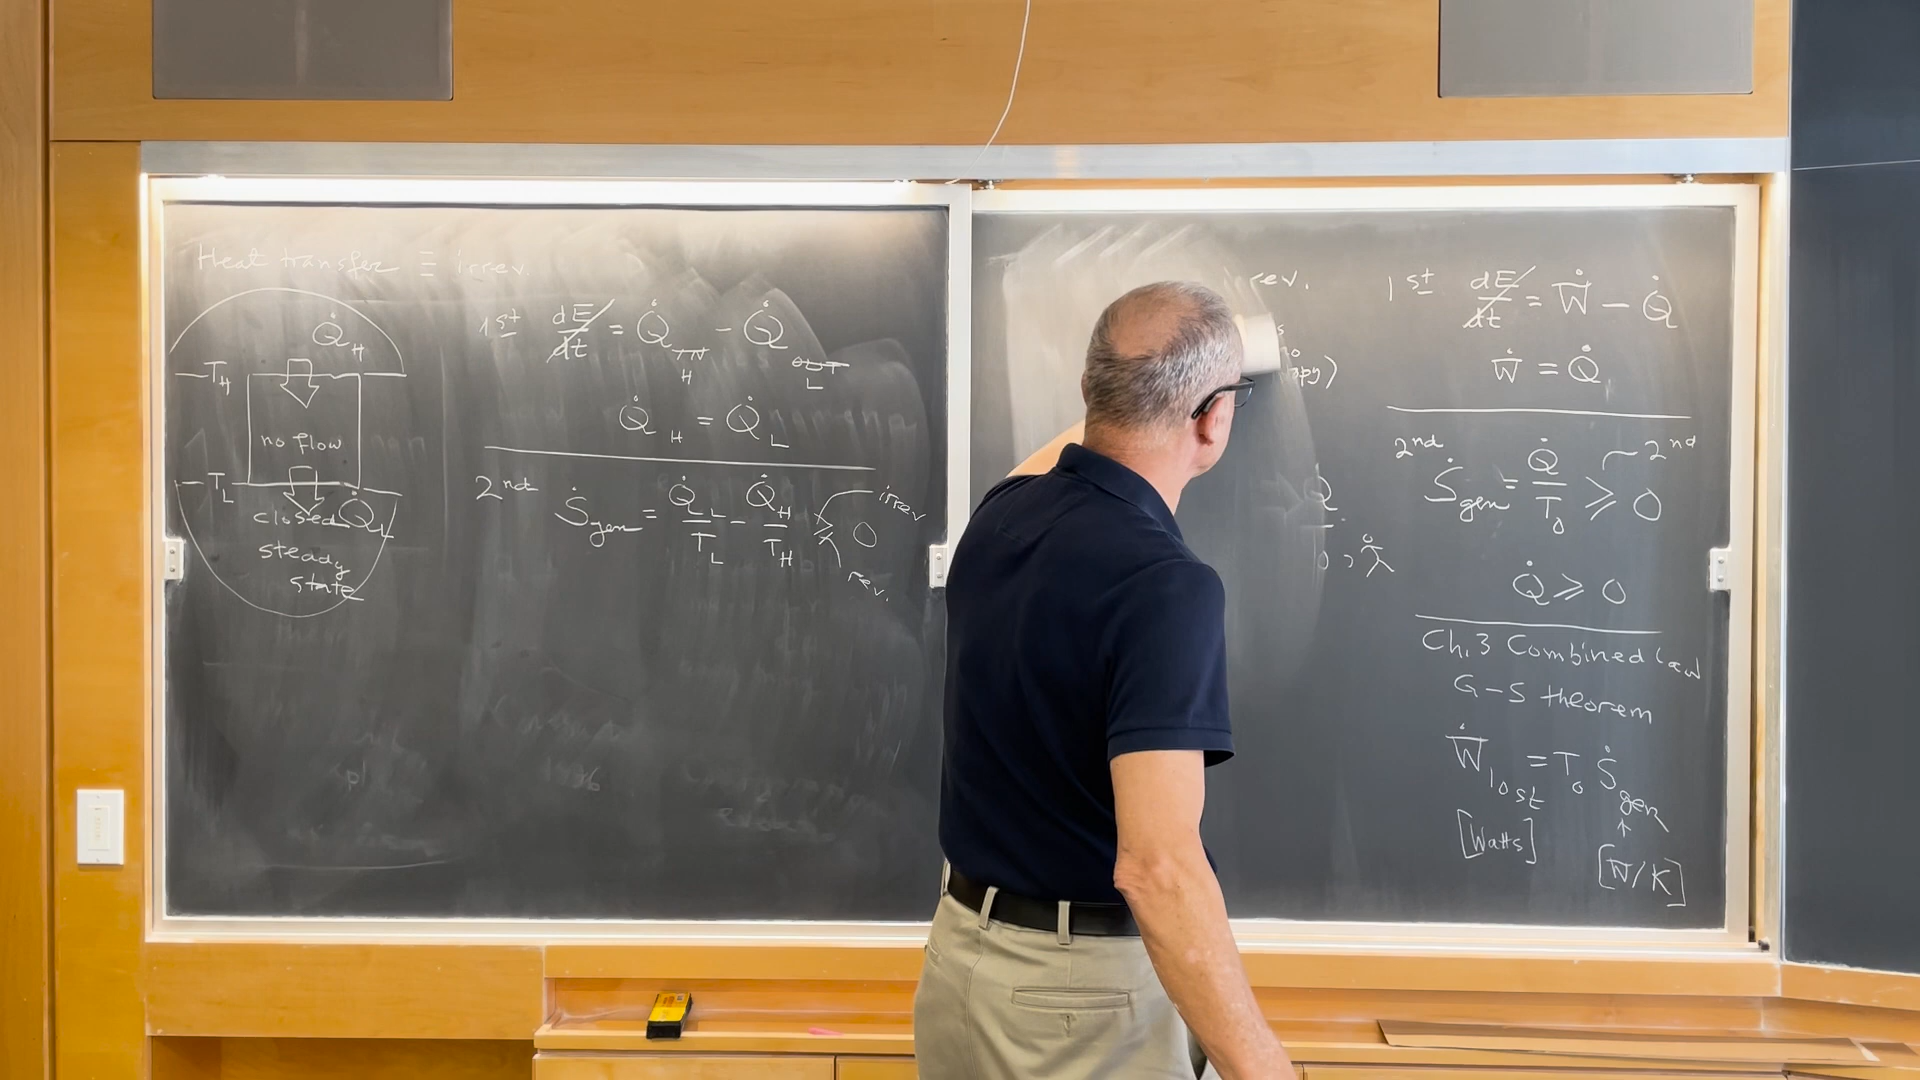 Heat transfer ≡ irrev.
Q̇_H
T_H
no flow
T_L
closed Q̇_L
steady
state
1st dE/dt = Q̇_IN H - Q̇_OUT L
Q̇_H = Q̇_L
2nd Ṡ_gen = Q̇_L/T_L - Q̇_H/T_H ≥ 0
irrev
rev.
1996
rev.
opy)
Q
1st dE/dt = Ẇ - Q̇
Ẇ = Q̇
2nd Ṡ_gen = Q̇/T_0 ≥ 0
2nd
Q̇ ≥ 0
Ch.3 Combined Law
G-S theorem
Ẇ_lost = T_0 Ṡ_gen
[Watts]
↑
[W/K]